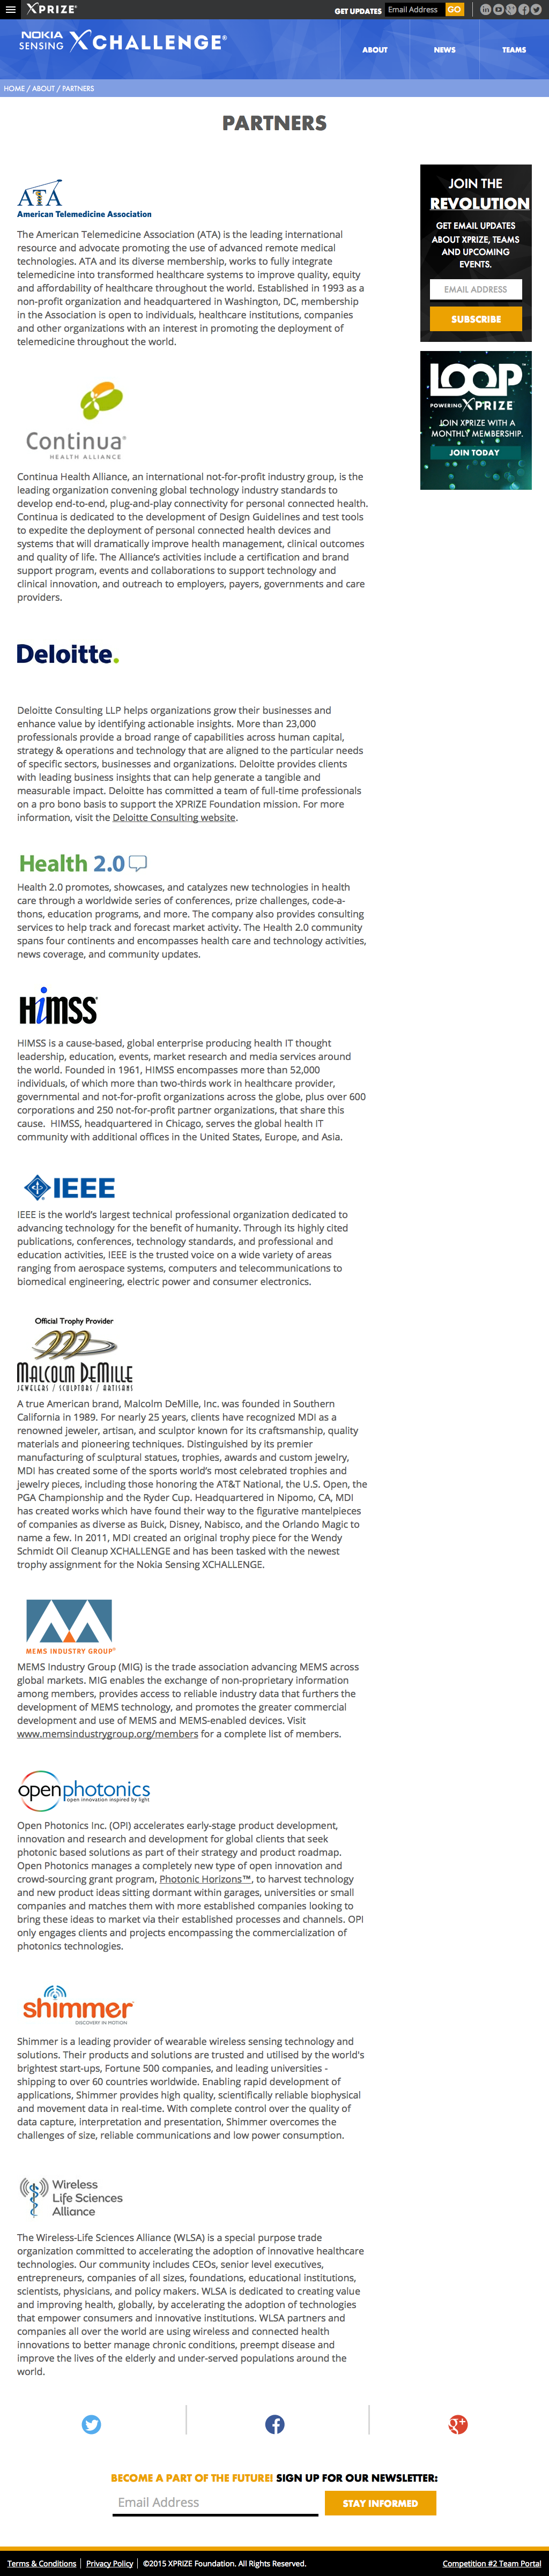 XPRIZE
GET UPDATES Email Address GO
NOKIA
SENSING XCHALLENGE®
ABOUT NEWS TEAMS
HOME / ABOUT / PARTNERS
PARTNERS
ATA
American Telemedicine Association
The American Telemedicine Association (ATA) is the leading international
resource and advocate promoting the use of advanced remote medical
technologies. ATA and its diverse membership, works to fully integrate
telemedicine into transformed healthcare systems to improve quality, equity
and affordability of healthcare throughout the world. Established in 1993 as a
non-profit organization and headquartered in Washington, DC, membership
in the Association is open to individuals, healthcare institutions, companies
and other organizations with an interest in promoting the deployment of
telemedicine throughout the world.
JOIN THE
REVOLUTION
GET EMAIL UPDATES
ABOUT XPRIZE, TEAMS
AND UPCOMING
EVENTS.
EMAIL ADDRESS
SUBSCRIBE
LOOP
POWERING XPRIZE
JOIN XPRIZE WITH A
MONTHLY MEMBERSHIP.
JOIN TODAY
Continua®
HEALTH ALLIANCE
Continua Health Alliance, an international not-for-profit industry group, is the
leading organization convening global technology industry standards to
develop end-to-end, plug-and-play connectivity for personal connected health.
Continua is dedicated to the development of Design Guidelines and test tools
to expedite the deployment of personal connected health devices and
systems that will dramatically improve health management, clinical outcomes
and quality of life. The Alliance's activities include a certification and brand
support program, events and collaborations to support technology and
clinical innovation, and outreach to employers, payers, governments and care
providers.
Deloitte.
Deloitte Consulting LLP helps organizations grow their businesses and
enhance value by identifying actionable insights. More than 23,000
professionals provide a broad range of capabilities across human capital,
strategy & operations and technology that are aligned to the particular needs
of specific sectors, businesses and organizations. Deloitte provides clients
with leading business insights that can help generate a tangible and
measurable impact. Deloitte has committed a team of full-time professionals
on a pro bono basis to support the XPRIZE Foundation mission. For more
information, visit the Deloitte Consulting website.
Health 2.0
Health 2.0 promotes, showcases, and catalyzes new technologies in health
care through a worldwide series of conferences, prize challenges, code-a-
thons, education programs, and more. The company also provides consulting
services to help track and forecast market activity. The Health 2.0 community
spans four continents and encompasses health care and technology activities,
news coverage, and community updates.
HiMSS
HIMSS is a cause-based, global enterprise producing health IT thought
leadership, education, events, market research and media services around
the world. Founded in 1961, HIMSS encompasses more than 52,000
individuals, of which more than two-thirds work in healthcare provider,
governmental and not-for-profit organizations across the globe, plus over 600
corporations and 250 not-for-profit partner organizations, that share this
cause. HIMSS, headquartered in Chicago, serves the global health IT
community with additional offices in the United States, Europe, and Asia.
IEEE
IEEE is the world's largest technical professional organization dedicated to
advancing technology for the benefit of humanity. Through its highly cited
publications, conferences, technology standards, and professional and
education activities, IEEE is the trusted voice on a wide variety of areas
ranging from aerospace systems, computers and telecommunications to
biomedical engineering, electric power and consumer electronics.
Official Trophy Provider
MALCOLM DEMILLE
JEWELERS / SCULPTORS / ARTISANS
A true American brand, Malcolm DeMille, Inc. was founded in Southern
California in 1989. For nearly 25 years, clients have recognized MDI as a
renowned jeweler, artisan, and sculptor known for its craftsmanship, quality
materials and pioneering techniques. Distinguished by its premier
manufacturing of sculptural statues, trophies, awards and custom jewelry,
MDI has created some of the sports world's most celebrated trophies and
jewelry pieces, including those honoring the AT&T National, the U.S. Open, the
PGA Championship and the Ryder Cup. Headquartered in Nipomo, CA, MDI
has created works which have found their way to the figurative mantelpieces
of companies as diverse as Buick, Disney, Nabisco, and the Orlando Magic to
name a few. In 2011, MDI created an original trophy piece for the Wendy
Schmidt Oil Cleanup XCHALLENGE and has been tasked with the newest
trophy assignment for the Nokia Sensing XCHALLENGE.
MEMS INDUSTRY GROUP®
MEMS Industry Group (MIG) is the trade association advancing MEMS across
global markets. MIG enables the exchange of non-proprietary information
among members, provides access to reliable industry data that furthers the
development of MEMS technology, and promotes the greater commercial
development and use of MEMS and MEMS-enabled devices. Visit
www.memsindustrygroup.org/members for a complete list of members.
openphotonics
open innovation inspired by light
Open Photonics Inc. (OPI) accelerates early-stage product development,
innovation and research and development for global clients that seek
photonic based solutions as part of their strategy and product roadmap.
Open Photonics manages a completely new type of open innovation and
crowd-sourcing grant program, Photonic Horizons™, to harvest technology
and new product ideas sitting dormant within garages, universities or small
companies and matches them with more established companies looking to
bring these ideas to market via their established processes and channels. OPI
only engages clients and projects encompassing the commercialization of
photonics technologies.
shimmer
DISCOVERY IN MOTION
Shimmer is a leading provider of wearable wireless sensing technology and
solutions. Their products and solutions are trusted and utilised by the world's
brightest start-ups, Fortune 500 companies, and leading universities -
shipping to over 60 countries worldwide. Enabling rapid development of
applications, Shimmer provides high quality, scientifically reliable biophysical
and movement data in real-time. With complete control over the quality of
data capture, interpretation and presentation, Shimmer overcomes the
challenges of size, reliable communications and low power consumption.
Wireless
Life Sciences
Alliance
The Wireless-Life Sciences Alliance (WLSA) is a special purpose trade
organization committed to accelerating the adoption of innovative healthcare
technologies. Our community includes CEOs, senior level executives,
entrepreneurs, companies of all sizes, foundations, educational institutions,
scientists, physicians, and policy makers. WLSA is dedicated to creating value
and improving health, globally, by accelerating the adoption of technologies
that empower consumers and innovative institutions. WLSA partners and
companies all over the world are using wireless and connected health
innovations to better manage chronic conditions, preempt disease and
improve the lives of the elderly and under-served populations around the
world.
BECOME A PART OF THE FUTURE! SIGN UP FOR OUR NEWSLETTER:
Email Address STAY INFORMED
Terms & Conditions | Privacy Policy | ©2015 XPRIZE Foundation. All Rights Reserved. Competition #2 Team Portal